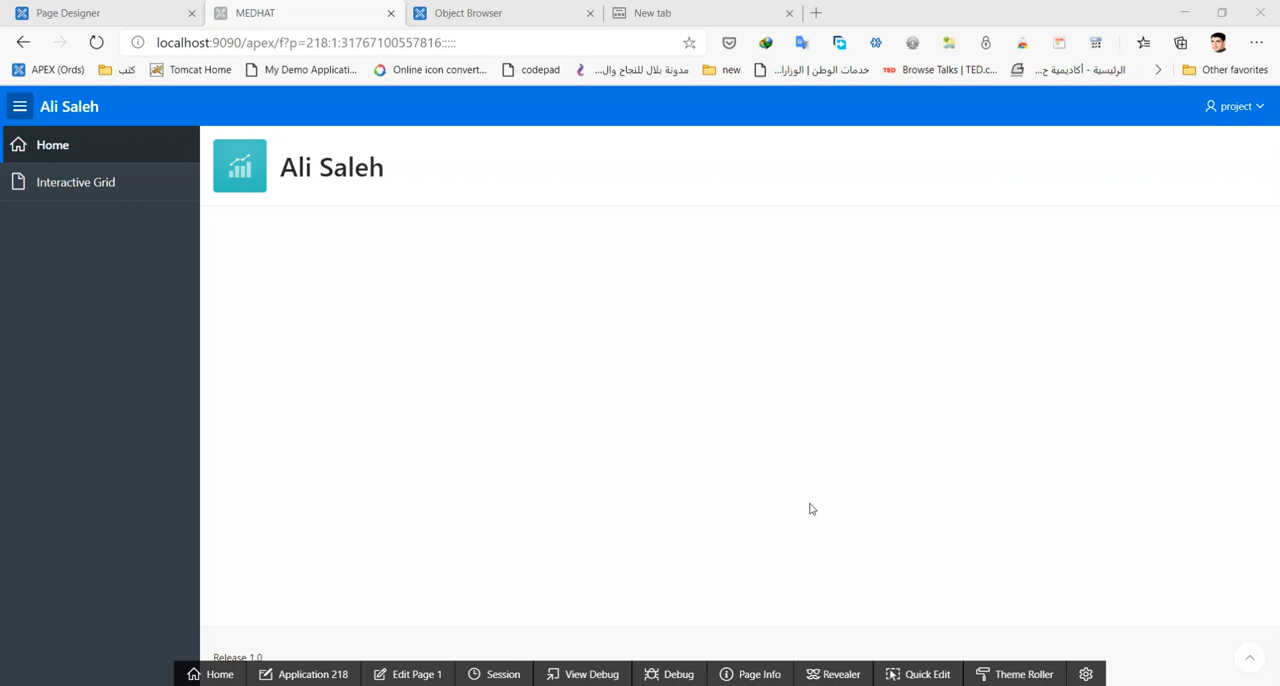 Page Designer
MEDHAT
Object Browser
New tab
localhost:9090/apex/f?p=218:1:31767100557816:::::
APEX (Ords)
كتب
Tomcat Home
My Demo Applicati...
Online icon convert...
codepad
مدونة بلال للنجاح وال...
new
خدمات الوطن | الوزارا...
TED
Browse Talks | TED.c...
الرئيسية - أكاديمية ح...
Other favorites
Ali Saleh
project
Home
Interactive Grid
Ali Saleh
Release 1.0
Home
Application 218
Edit Page 1
Session
View Debug
Debug
Page Info
Revealer
Quick Edit
Theme Roller